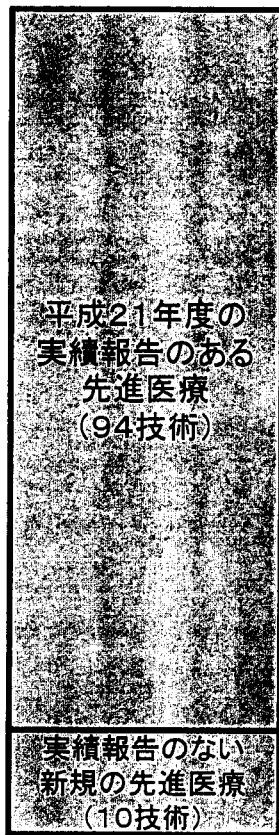 平成21年度の
実績報告のある
先進医療
(94技術)
実績報告のない
新規の先進医療
(10技術)